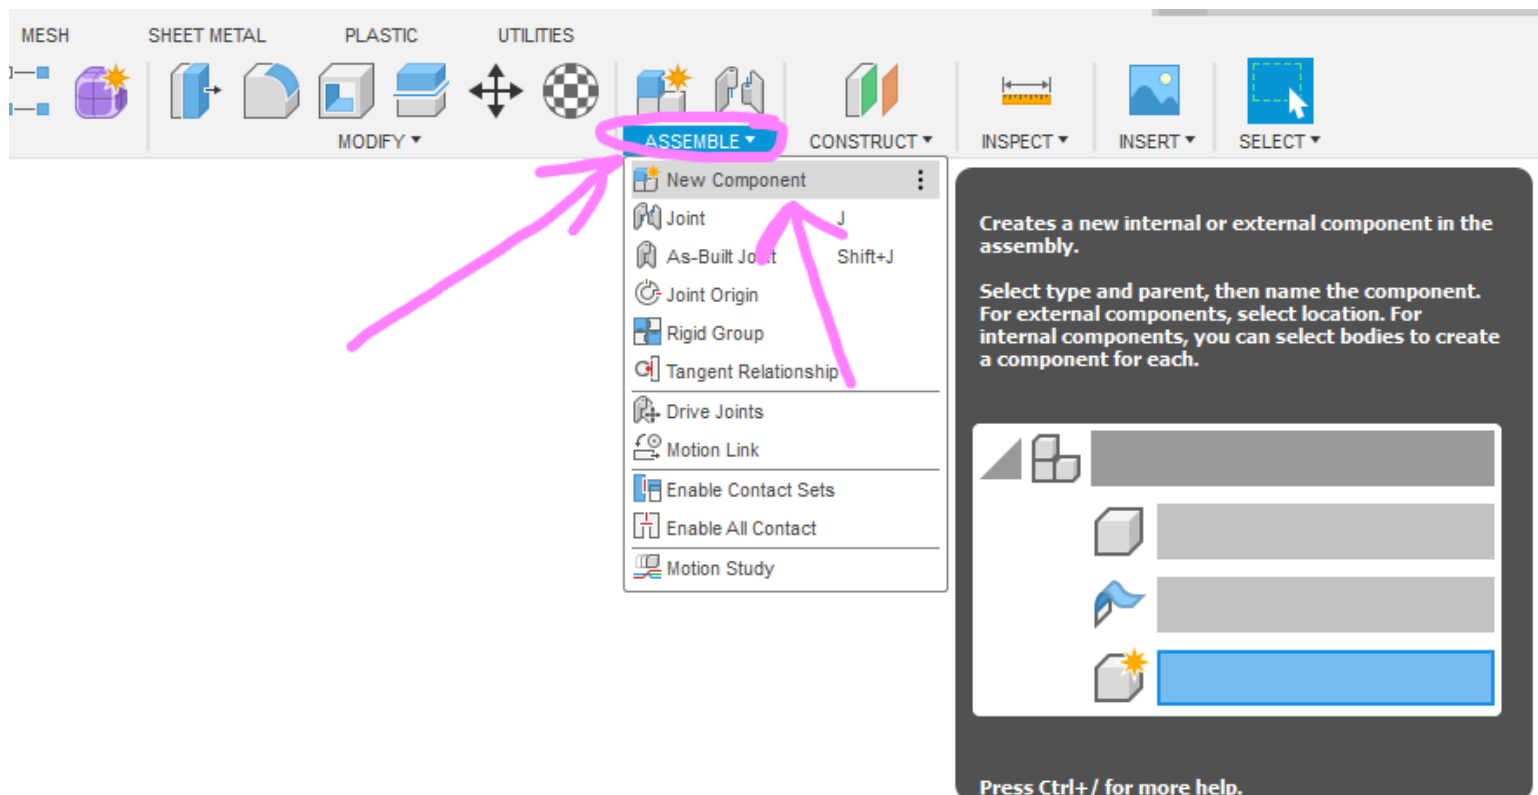 MESH SHEET METAL PLASTIC UTILITIES
MODIFY ASSEMBLE CONSTRUCT INSPECT INSERT SELECT
New Component
Joint J
As-Built Joint Shift+J
Joint Origin
Rigid Group
Tangent Relationship
Drive Joints
Motion Link
Enable Contact Sets
Enable All Contact
Motion Study
Creates a new internal or external component in the
assembly.
Select type and parent, then name the component.
For external components, select location. For
internal components, you can select bodies to create
a component for each.
Press Ctrl+/ for more help.